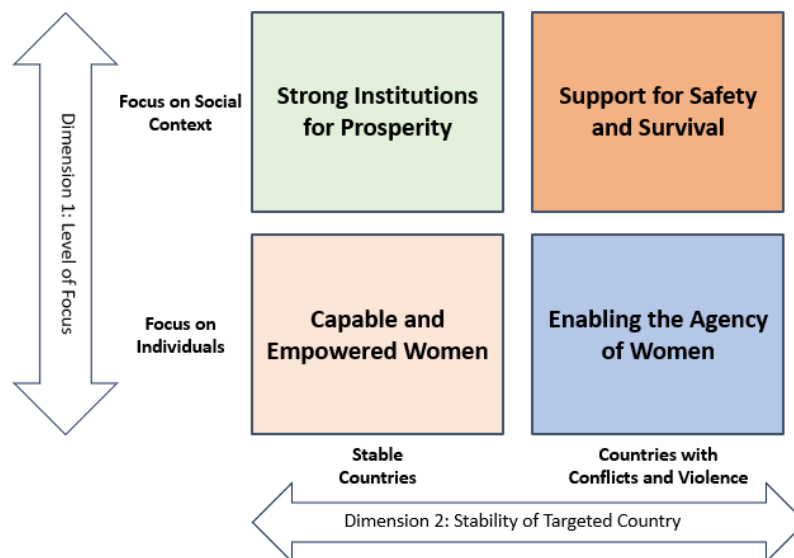 Dimension 1: Level of Focus
Focus on Social
Context
Strong Institutions
for Prosperity
Support for Safety
and Survival
Focus on
Individuals
Capable and
Empowered Women
Enabling the Agency
of Women
Stable
Countries
Countries with
Conflicts and Violence
Dimension 2: Stability of Targeted Country